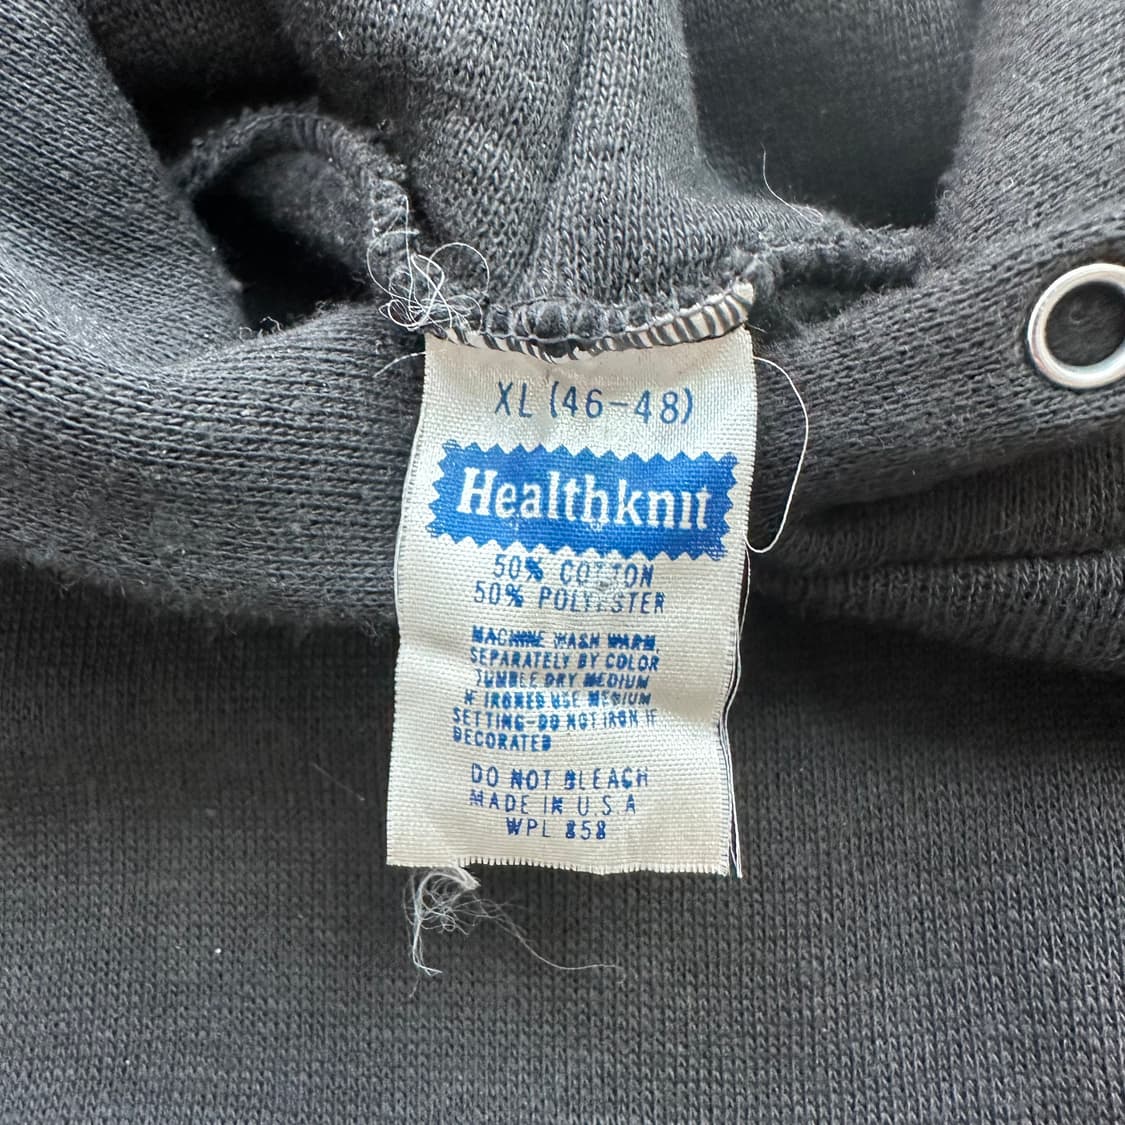 XL (46-48)
Healthknit
50% COTTON
50% POLYESTER
MACHINE WASH WARM,
SEPARATELY BY COLOR
TUMBLE DRY MEDIUM
IF IRONED USE MEDIUM
SETTING-DO NOT IRON IF
DECORATED
DO NOT BLEACH
MADE IN U.S.A
WPL 858